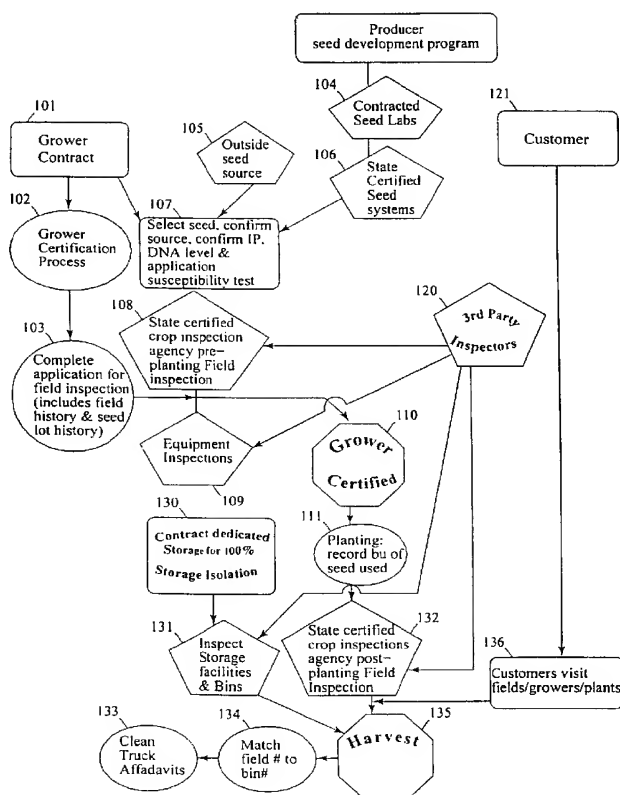 Producer
seed development program
104
Contracted
Seed Labs
121
Customer
101
Grower
Contract
105
Outside
seed
source
106
State
Certified
Seed
systems
102
Grower
Certification
Process
107
Select seed, confirm
source, confirm IP,
DNA level &
application
susceptibility test
108
State certified
crop inspection
agency pre-
planting Field
inspection
120
3rd Party
Inspectors
103
Complete
application for
field inspection
(includes field
history & seed
lot history)
Equipment
Inspections
109
110
Grower
Certified
130
Contract dedicated
Storage for 100%
Storage Isolation
111
Planting:
record bu of
seed used
131
Inspect
Storage
facilities
& Bins
132
State certified
crop inspections
agency post-
planting Field
Inspection
136
Customers visit
fields/growers/plants
133
Clean
Truck
Affadavits
134
Match
field # to
bin#
135
Harvest